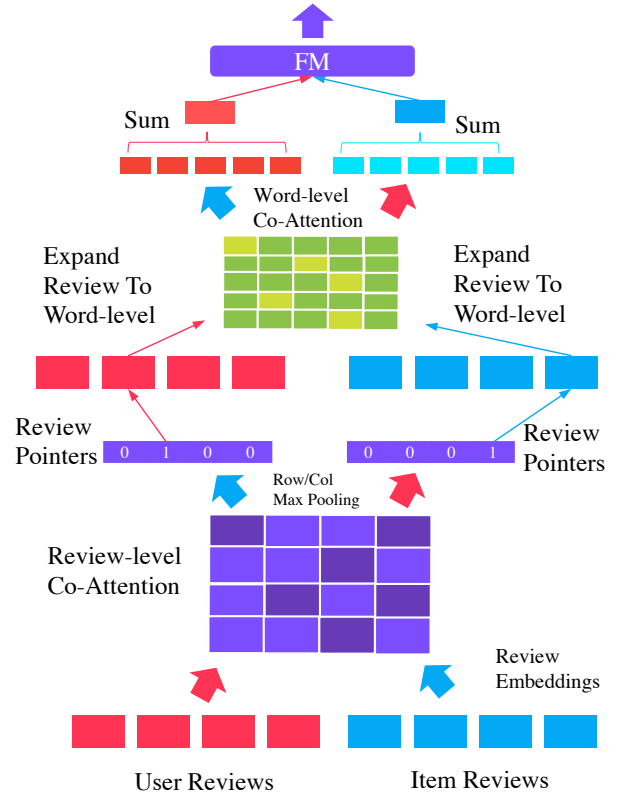 FM
Sum
Sum
Word-level
Co-Attention
Expand
Review To
Word-level
Expand
Review To
Word-level
Review
Pointers
0 1 0 0
0 0 0 1
Review
Pointers
Row/Col
Max Pooling
Review-level
Co-Attention
Review
Embeddings
User Reviews
Item Reviews